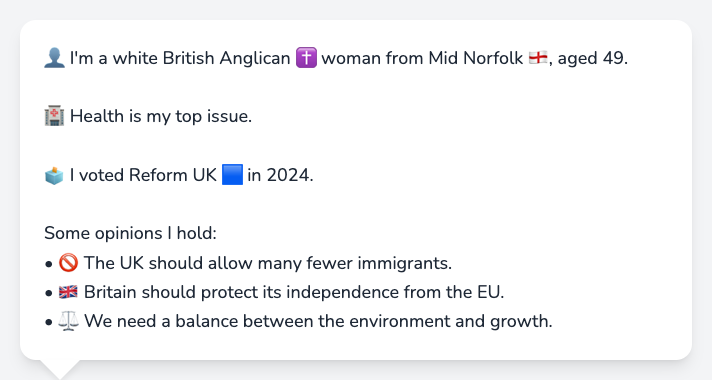 👤 I'm a white British Anglican ✝️ woman from Mid Norfolk 🏴󠁧󠁢󠁥󠁮󠁧󠁿, aged 49.
🏥 Health is my top issue.
🗳️ I voted Reform UK 🟦 in 2024.
Some opinions I hold:
• 🚫 The UK should allow many fewer immigrants.
• 🇬🇧 Britain should protect its independence from the EU.
• ⚖️ We need a balance between the environment and growth.